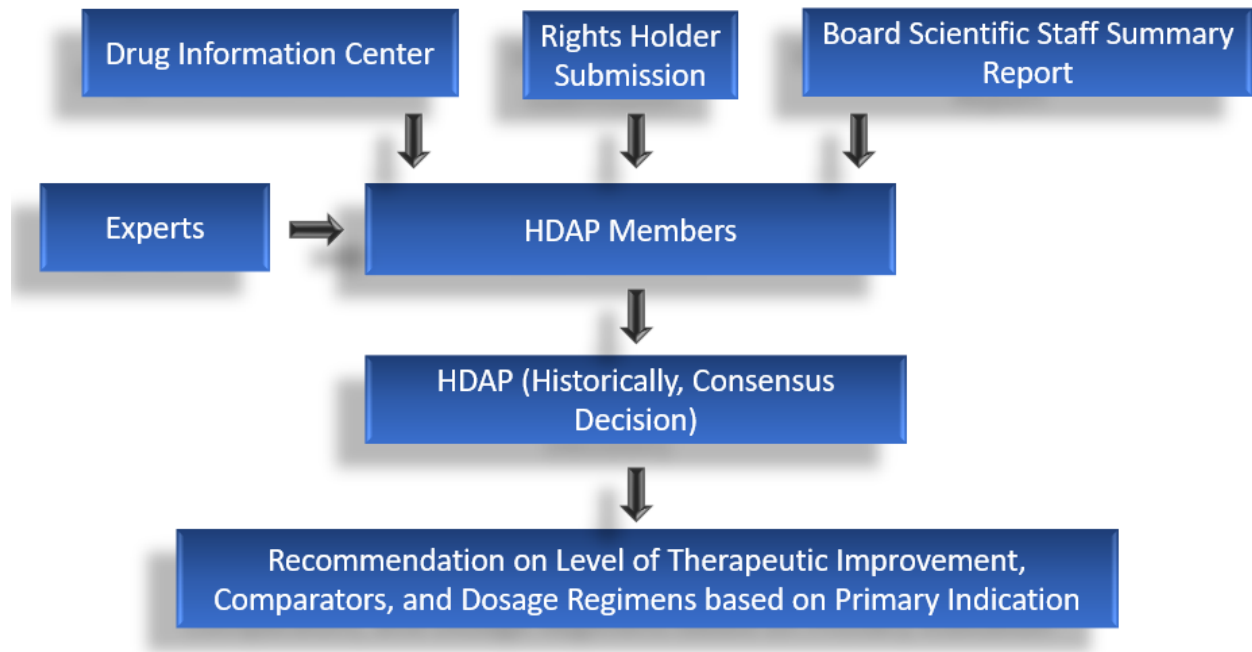 Drug Information Center
Rights Holder
Submission
Board Scientific Staff Summary
Report
Experts
HDAP Members
HDAP (Historically, Consensus
Decision)
Recommendation on Level of Therapeutic Improvement,
Comparators, and Dosage Regimens based on Primary Indication